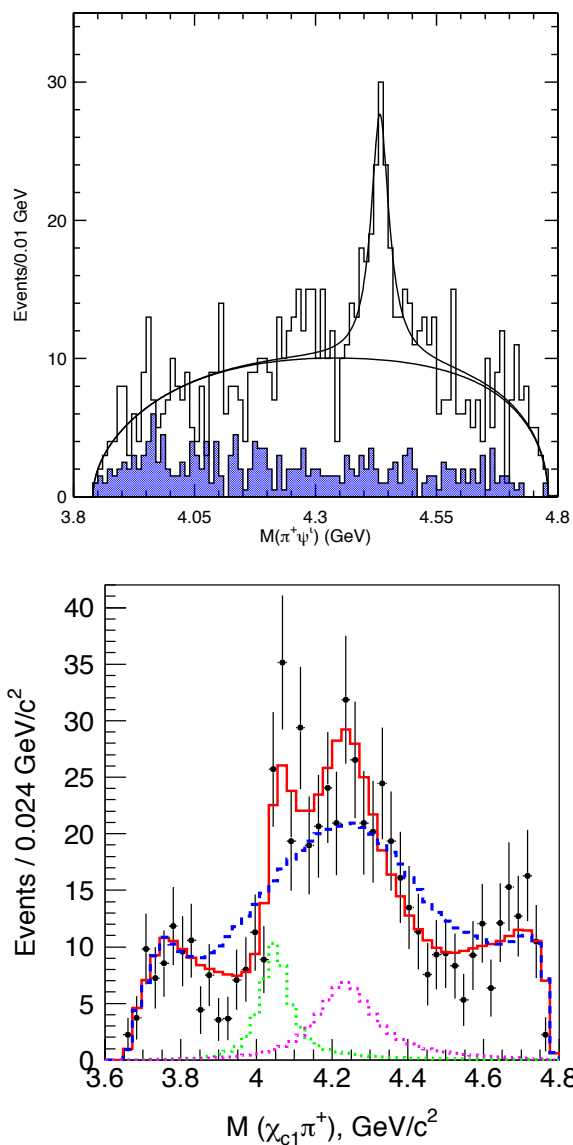 30
20
10
0
Events/0.01 GeV
3.8 4.05 4.3 4.55 4.8
M(π⁺ψ‘) (GeV)
40
35
30
25
20
15
10
5
0
Events / 0.024 GeV/c²
3.6 3.8 4 4.2 4.4 4.6 4.8
M (χ_c1π⁺), GeV/c²